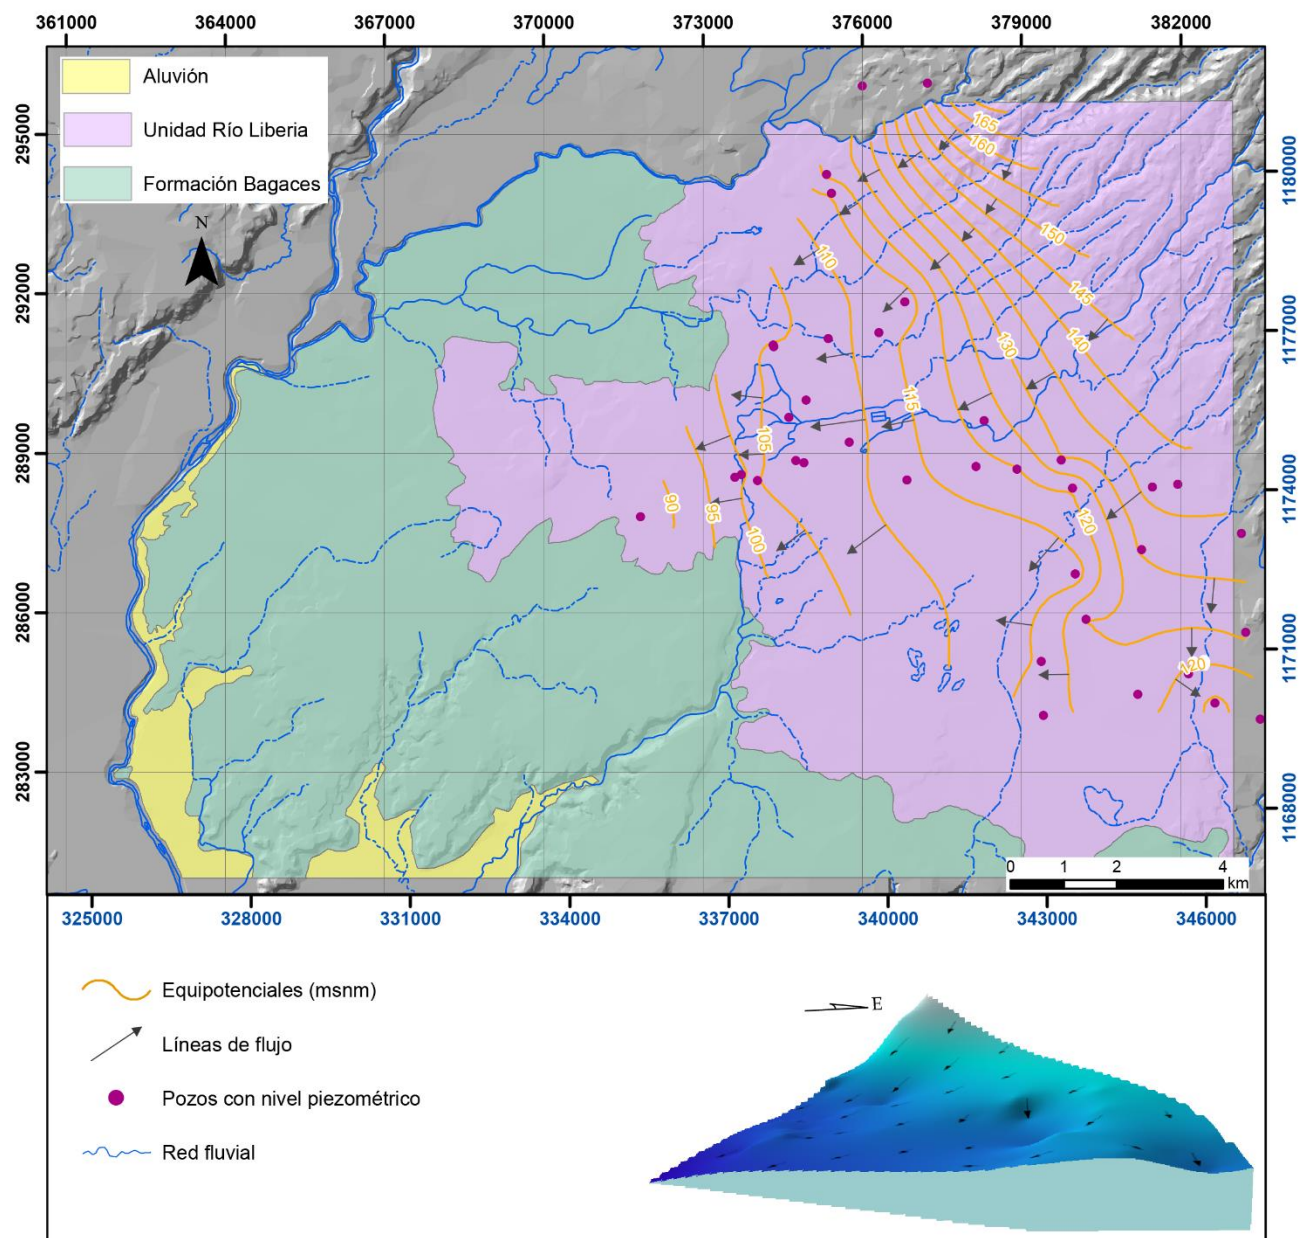 361000 364000 367000 370000 373000 376000 379000 382000
Aluvión
Unidad Río Liberia
Formación Bagaces
N
295000
292000
289000
286000
283000
1180000
1177000
1174000
1171000
1168000
165
160
150
145
140
130
110
115
105
120
100
95
90
120
0 1 2 4
km
325000 328000 331000 334000 337000 340000 343000 346000
Equipotenciales (msnm)
Líneas de flujo
Pozos con nivel piezométrico
Red fluvial
E